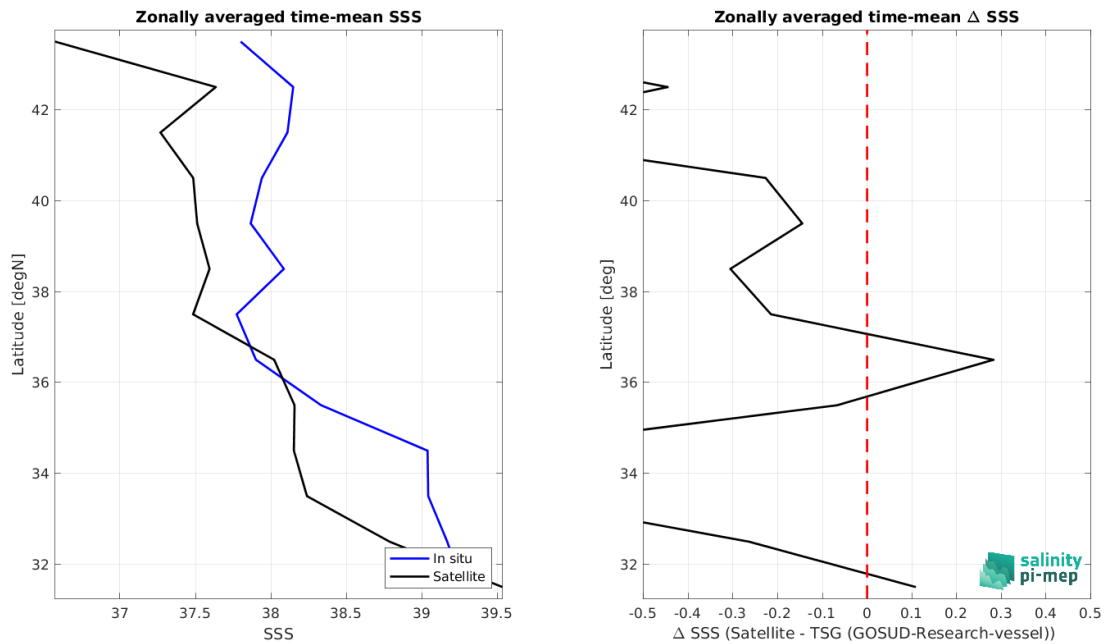 Zonally averaged time-mean SSS
Latitude [degN]
42
40
38
36
34
32
37
37.5
38
38.5
39
39.5
SSS
In situ
Satellite
Zonally averaged time-mean Δ SSS
Latitude [deg]
42
40
38
36
34
32
-0.5
-0.4
-0.3
-0.2
-0.1
0
0.1
0.2
0.3
0.4
0.5
Δ SSS (Satellite - TSG (GOSUD-Research-vessel))
salinity
pi-mep